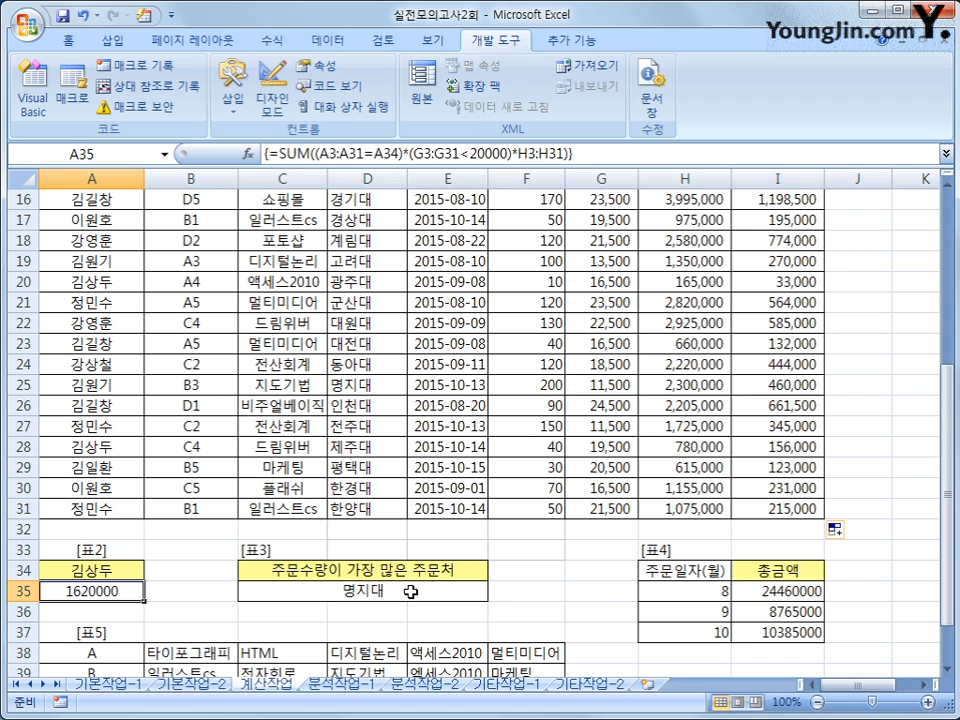 실전모의고사2회 - Microsoft Excel
Younglin.com Y.
홈 삽입 페이지 레이아웃 수식 데이터 검토 보기 개발 도구 추가 기능
Visual Basic 매크로 매크로 기록 상대 참조로 기록 매크로 보안 코드
삽입 디자인 모드 속성 코드 보기 대화 상자 실행 컨트롤
원본 맵 속성 확장 팩 데이터 새로 고침 가져오기 내보내기 XML
문서 창 수정
A35 fx {=SUM((A3:A31=A34)*(G3:G31<20000)*H3:H31)}
A B C D E F G H I J K
16 김길창 D5 쇼핑몰 경기대 2015-08-10 170 23,500 3,995,000 1,198,500
17 이원호 B1 일러스트cs 경상대 2015-10-14 50 19,500 975,000 195,000
18 강영훈 D2 포토샵 계림대 2015-08-22 120 21,500 2,580,000 774,000
19 김원기 A3 디지털논리 고려대 2015-08-10 100 13,500 1,350,000 270,000
20 김상두 A4 액세스2010 광주대 2015-09-08 10 16,500 165,000 33,000
21 정민수 A5 멀티미디어 군산대 2015-08-10 120 23,500 2,820,000 564,000
22 강영훈 C4 드림위버 대원대 2015-09-09 130 22,500 2,925,000 585,000
23 김길창 A5 멀티미디어 대전대 2015-09-08 40 16,500 660,000 132,000
24 강상철 C2 전산회계 동아대 2015-09-11 120 18,500 2,220,000 444,000
25 김원기 B3 지도기법 명지대 2015-10-13 200 11,500 2,300,000 460,000
26 김길창 D1 비주얼베이직 인천대 2015-08-20 90 24,500 2,205,000 661,500
27 정민수 C2 전산회계 전주대 2015-10-13 150 11,500 1,725,000 345,000
28 김상두 C4 드림위버 제주대 2015-10-14 40 19,500 780,000 156,000
29 김일환 B5 마케팅 평택대 2015-10-15 30 20,500 615,000 123,000
30 이원호 C5 플래쉬 한경대 2015-09-01 70 16,500 1,155,000 231,000
31 정민수 B1 일러스트cs 한양대 2015-10-14 50 21,500 1,075,000 215,000
32
33 [표2] [표3] [표4]
34 김상두 주문수량이 가장 많은 주문처 주문일자(월) 총금액
35 1620000 명지대 8 24460000
36 9 8765000
37 [표5] 10 10385000
38 A 타이포그래피 HTML 디지털논리 액세스2010 멀티미디어
39 B 일러스트cs 전자회로 지도기법 엑세스2010 마케팅
기본작업-1 기본작업-2 계산작업 분석작업-1 분석작업-2 기타작업-1 기타작업-2
준비 100%